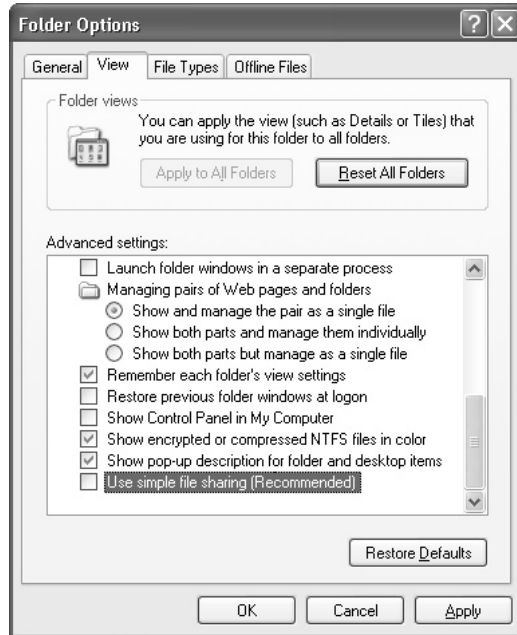 Folder Options
General View File Types Offline Files
Folder views
You can apply the view (such as Details or Tiles) that
you are using for this folder to all folders.
Apply to All Folders Reset All Folders
Advanced settings:
Launch folder windows in a separate process
Managing pairs of Web pages and folders
Show and manage the pair as a single file
Show both parts and manage them individually
Show both parts but manage as a single file
Remember each folder's view settings
Restore previous folder windows at logon
Show Control Panel in My Computer
Show encrypted or compressed NTFS files in color
Show pop-up description for folder and desktop items
Use simple file sharing (Recommended)
Restore Defaults
OK Cancel Apply